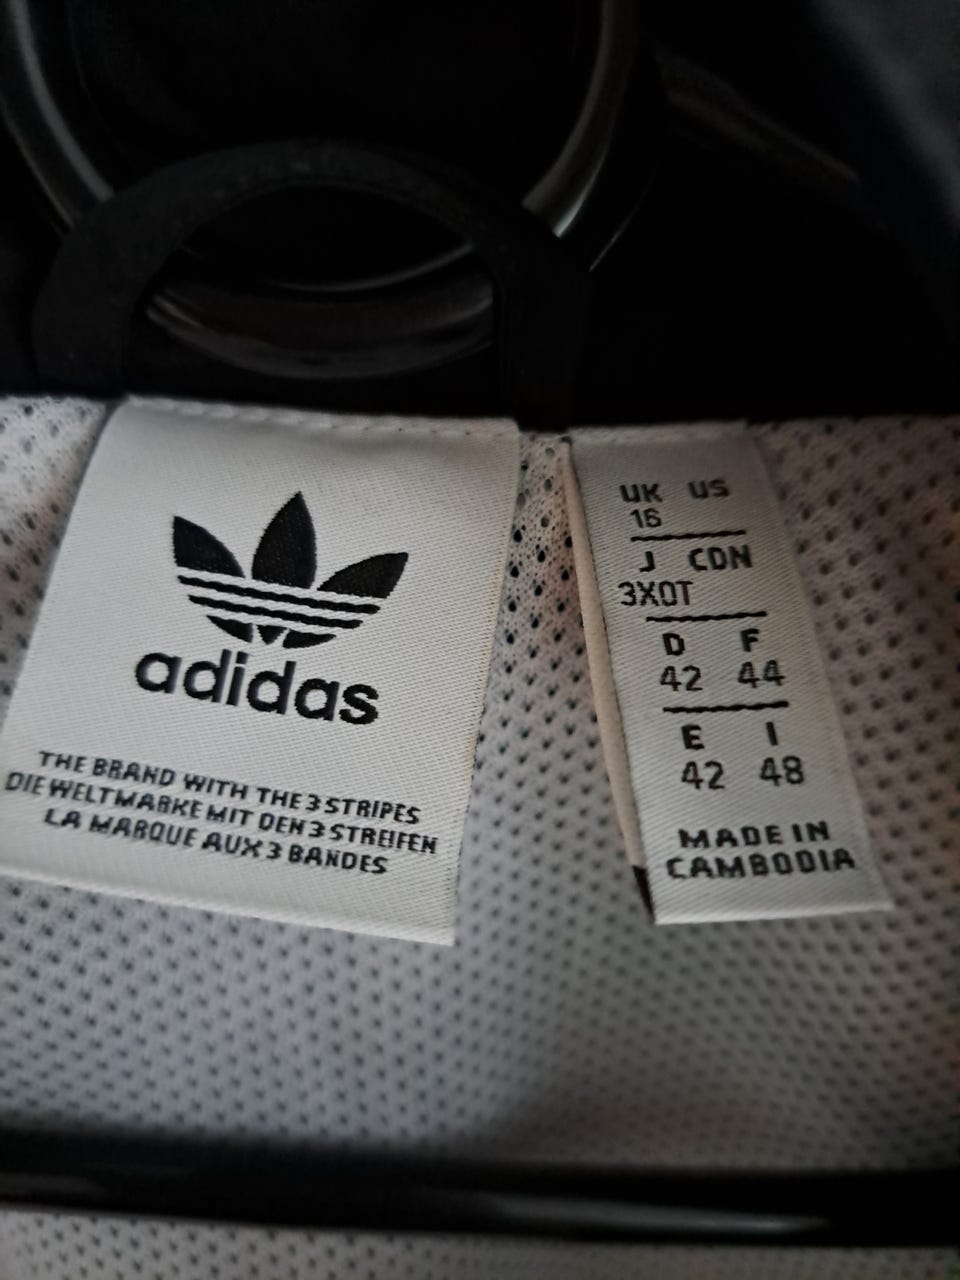 adidas
THE BRAND WITH THE 3 STRIPES
DIE WELTMARKE MIT DEN 3 STREIFEN
LA MARQUE AUX 3 BANDES
UK US
16
J CDN
3XOT
D F
42 44
E I
42 48
MADE IN
CAMBODIA